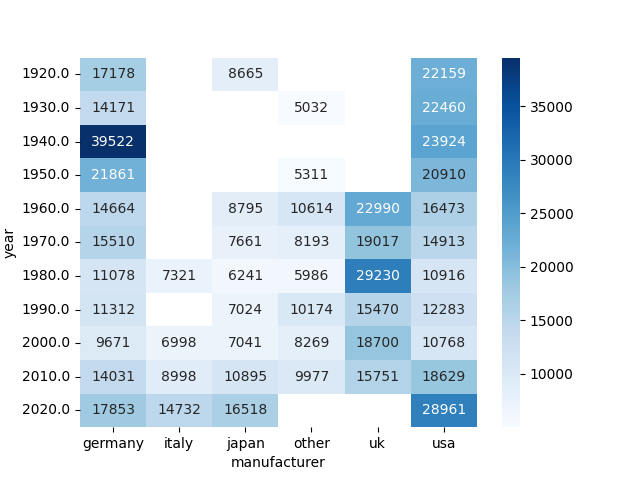 1920.0 17178 8665 22159
1930.0 14171 5032 22460
1940.0 39522 23924
1950.0 21861 5311 20910
1960.0 14664 8795 10614 22990 16473
1970.0 15510 7661 8193 19017 14913
1980.0 11078 7321 6241 5986 29230 10916
1990.0 11312 7024 10174 15470 12283
2000.0 9671 6998 7041 8269 18700 10768
2010.0 14031 8998 10895 9977 15751 18629
2020.0 17853 14732 16518 28961
germany italy japan other uk usa
manufacturer
year
35000
30000
25000
20000
15000
10000